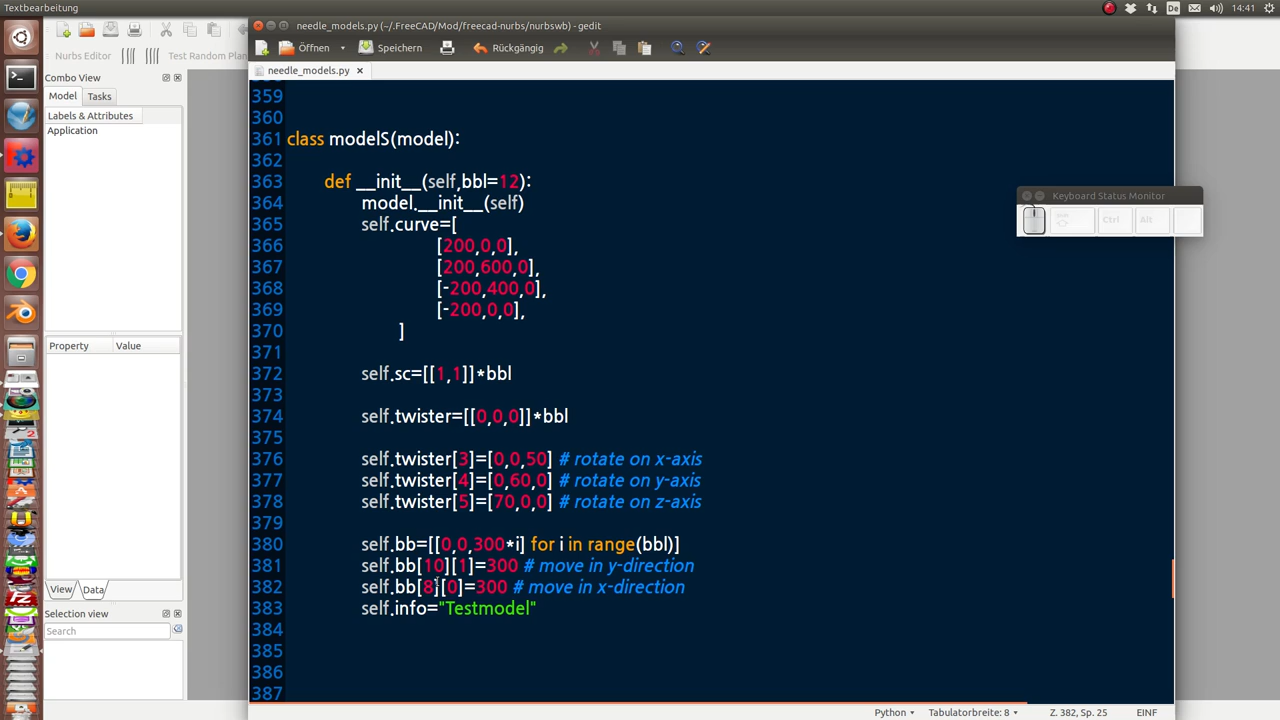 Textbearbeitung
De
14:41
Nurbs Editor
Test Random Plan
Combo View
Model
Tasks
Labels & Attributes
Application
Property
Value
View
Data
Selection view
Search
needle_models.py (~/.FreeCAD/Mod/freecad-nurbs/nurbswb) - gedit
Öffnen
Speichern
Rückgängig
needle_models.py
359
360
361 class modelS(model):
362
363 def __init__(self,bbl=12):
364 model.__init__(self)
365 self.curve=[
366 [200,0,0],
367 [200,600,0],
368 [-200,400,0],
369 [-200,0,0],
370 ]
371
372 self.sc=[[1,1]]*bbl
373
374 self.twister=[[0,0,0]]*bbl
375
376 self.twister[3]=[0,0,50] # rotate on x-axis
377 self.twister[4]=[0,60,0] # rotate on y-axis
378 self.twister[5]=[70,0,0] # rotate on z-axis
379
380 self.bb=[[0,0,300*i] for i in range(bbl)]
381 self.bb[10][1]=300 # move in y-direction
382 self.bb[8][0]=300 # move in x-direction
383 self.info="Testmodel"
384
385
386
387
Keyboard Status Monitor
Ctrl
Alt
Python
Tabulatorbreite: 8
Z. 382, Sp. 25
EINF